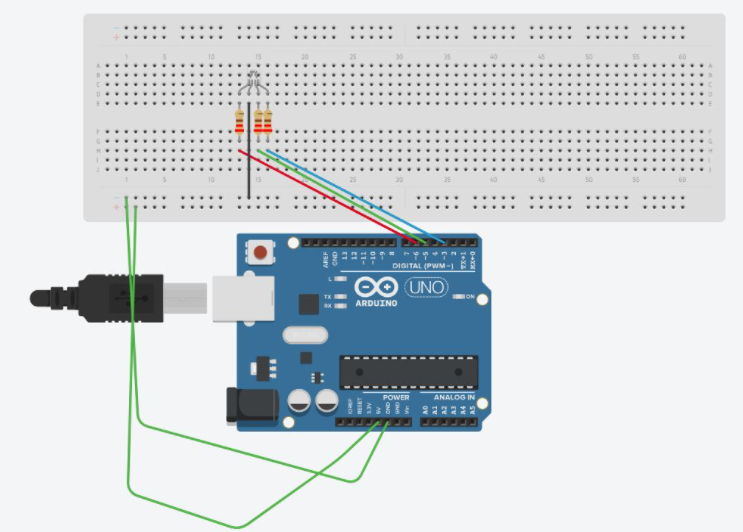 1 5 10 15 20 25 30 35 40 45 50 55 60
A
B
C
D
E
F
1 5 10 15 20 25 30 35 40 45 50 55 60
AREF
GND
13
12
~11
~10
~9
8
7
~6
~5
4
~3
2
TX→1
RX←0
DIGITAL (PWM~)
L
TX
RX
ARDUINO
UNO
ON
POWER
ANALOG IN
IOREF
RESET
3.3V
5V
GND
GND
Vin
A0
A1
A2
A3
A4
A5